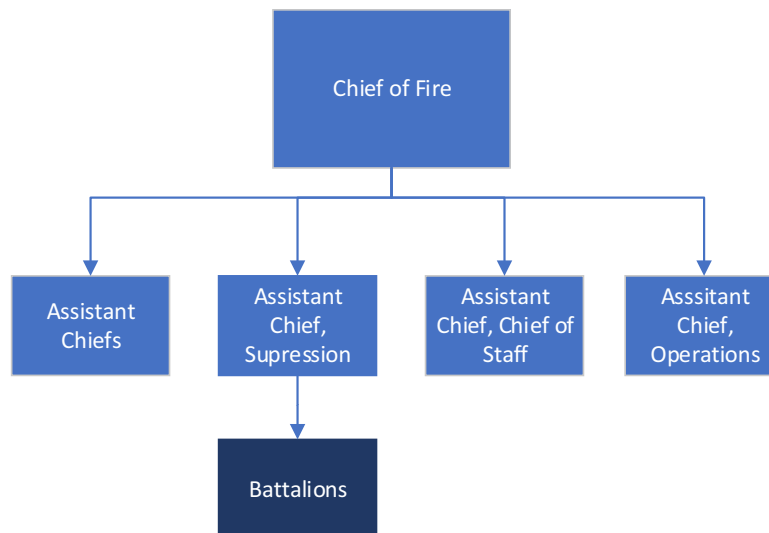 Chief of Fire
Assistant
Chiefs
Assistant
Chief,
Supression
Assistant
Chief, Chief of
Staff
Asssitant
Chief,
Operations
Battalions